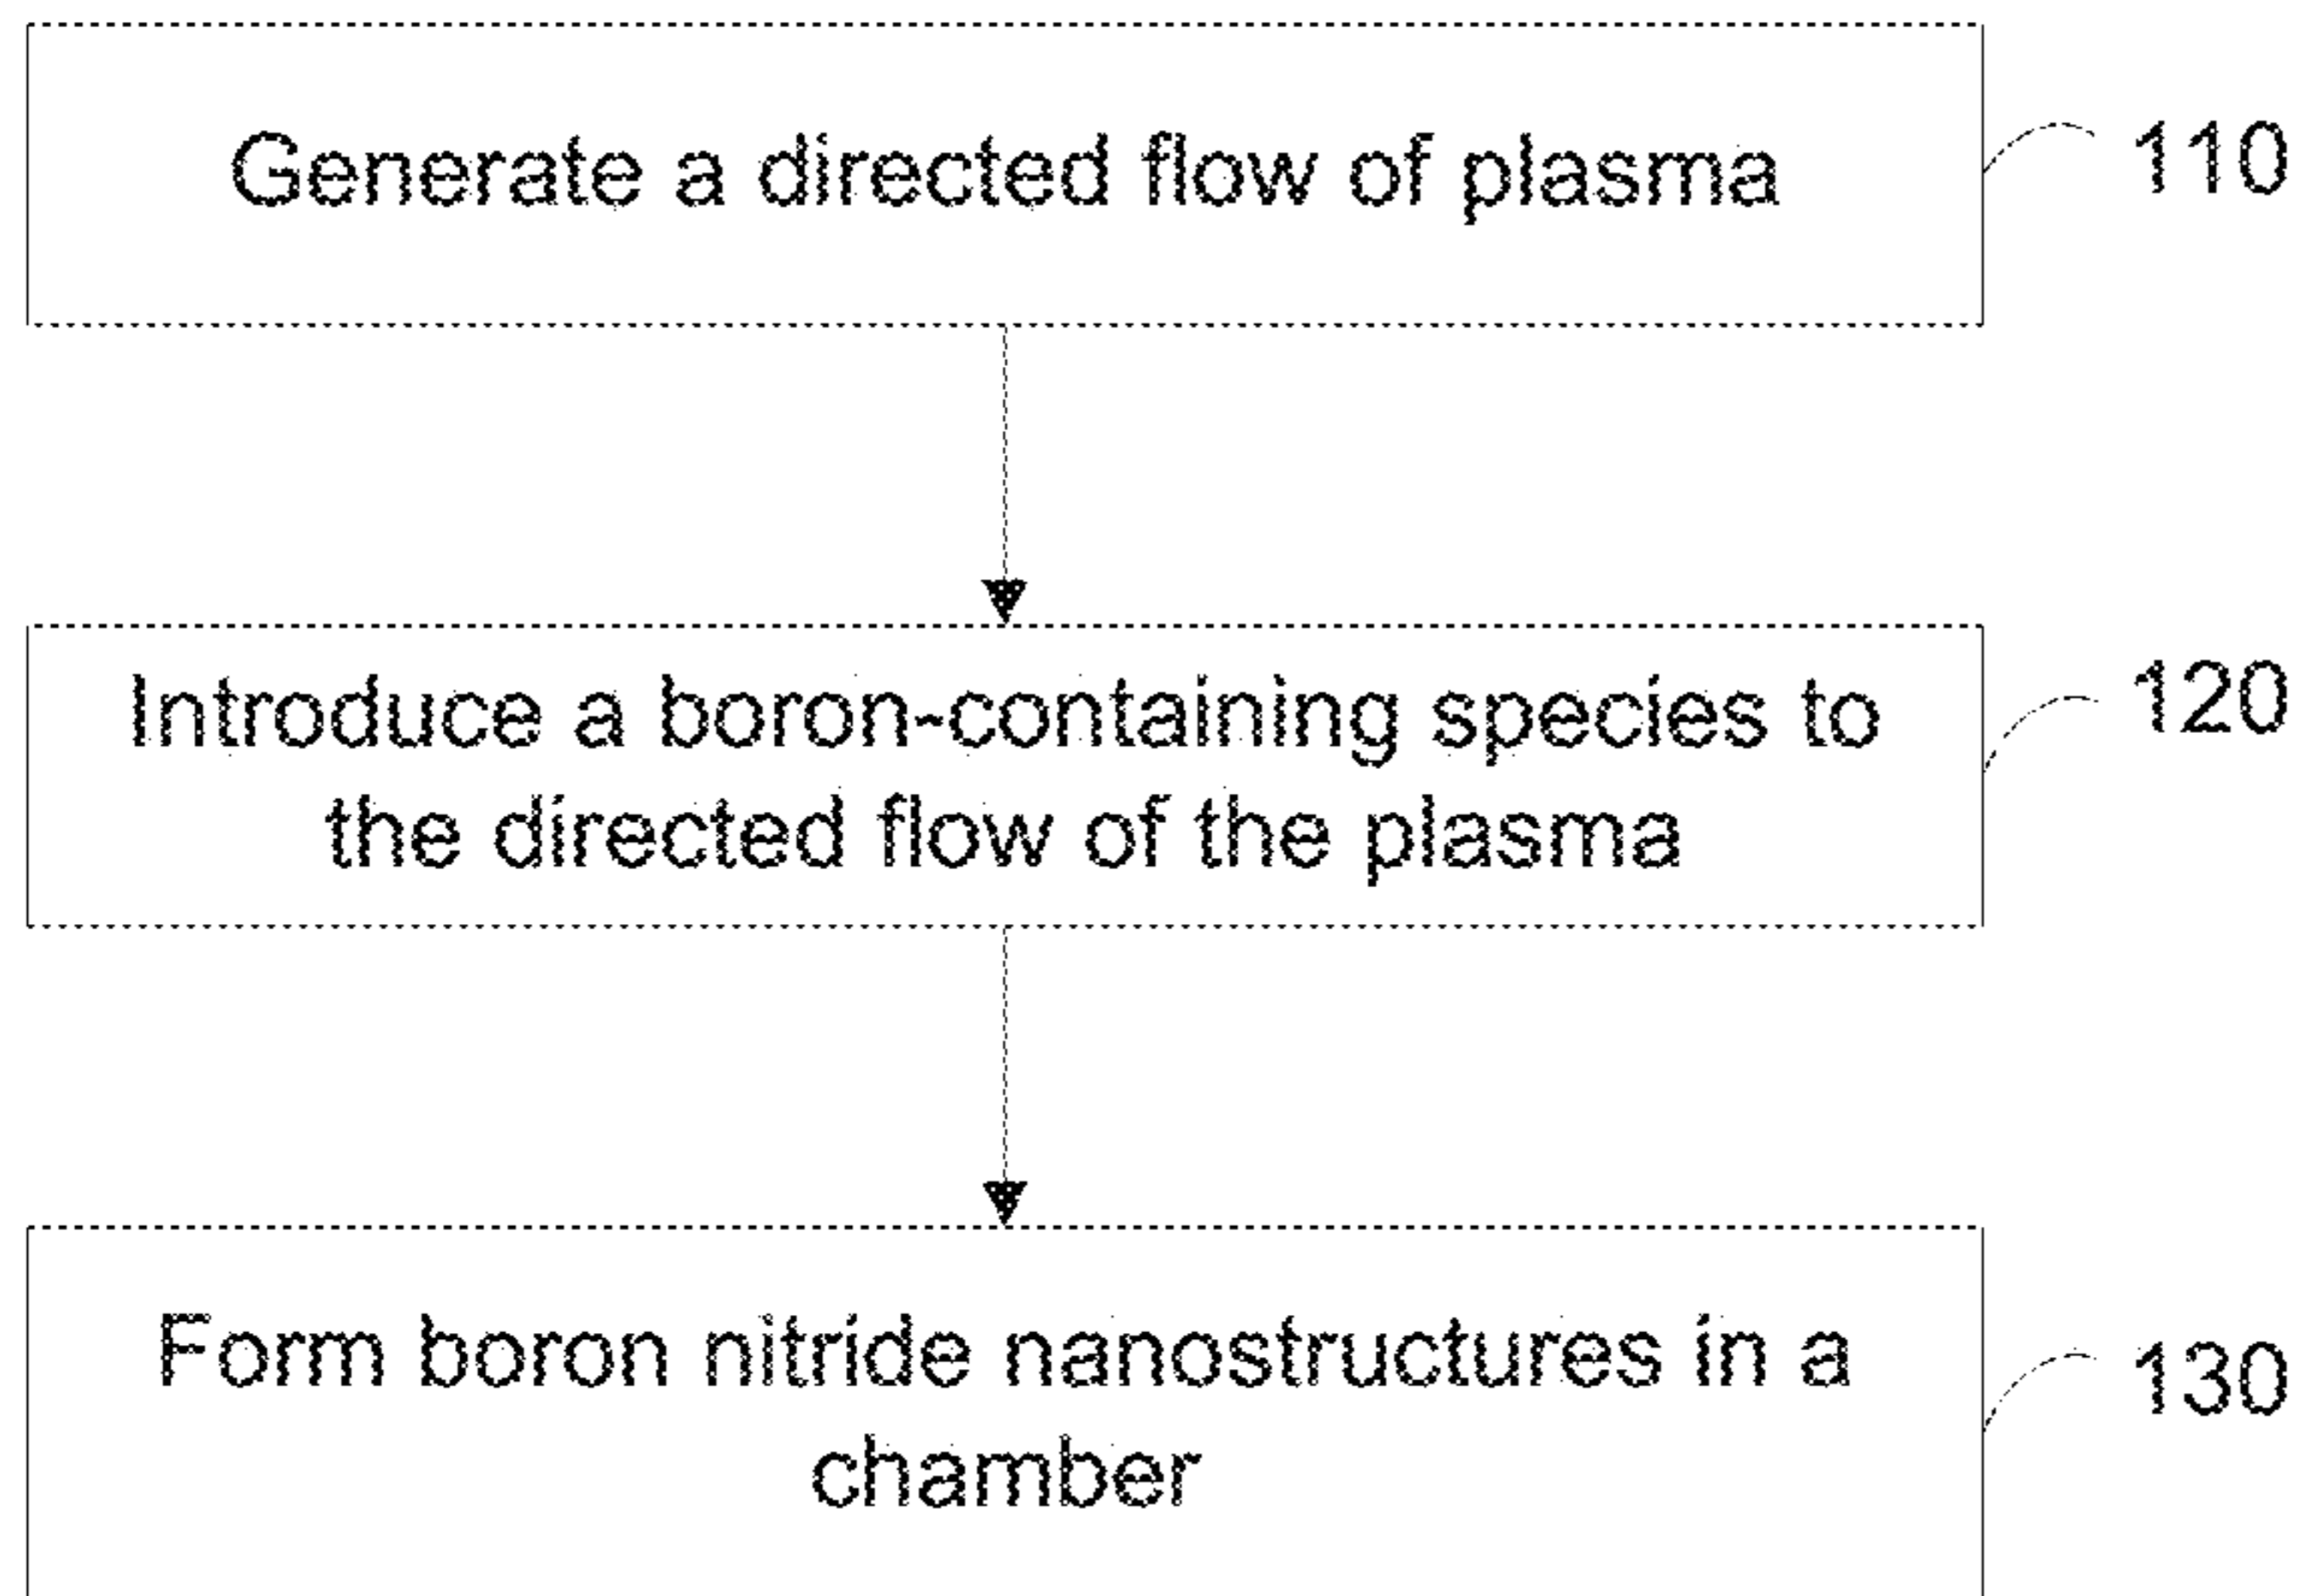 Generate a directed flow of plasma
110
Introduce a boron-containing species to
the directed flow of the plasma
120
Form boron nitride nanostructures in a
chamber
130